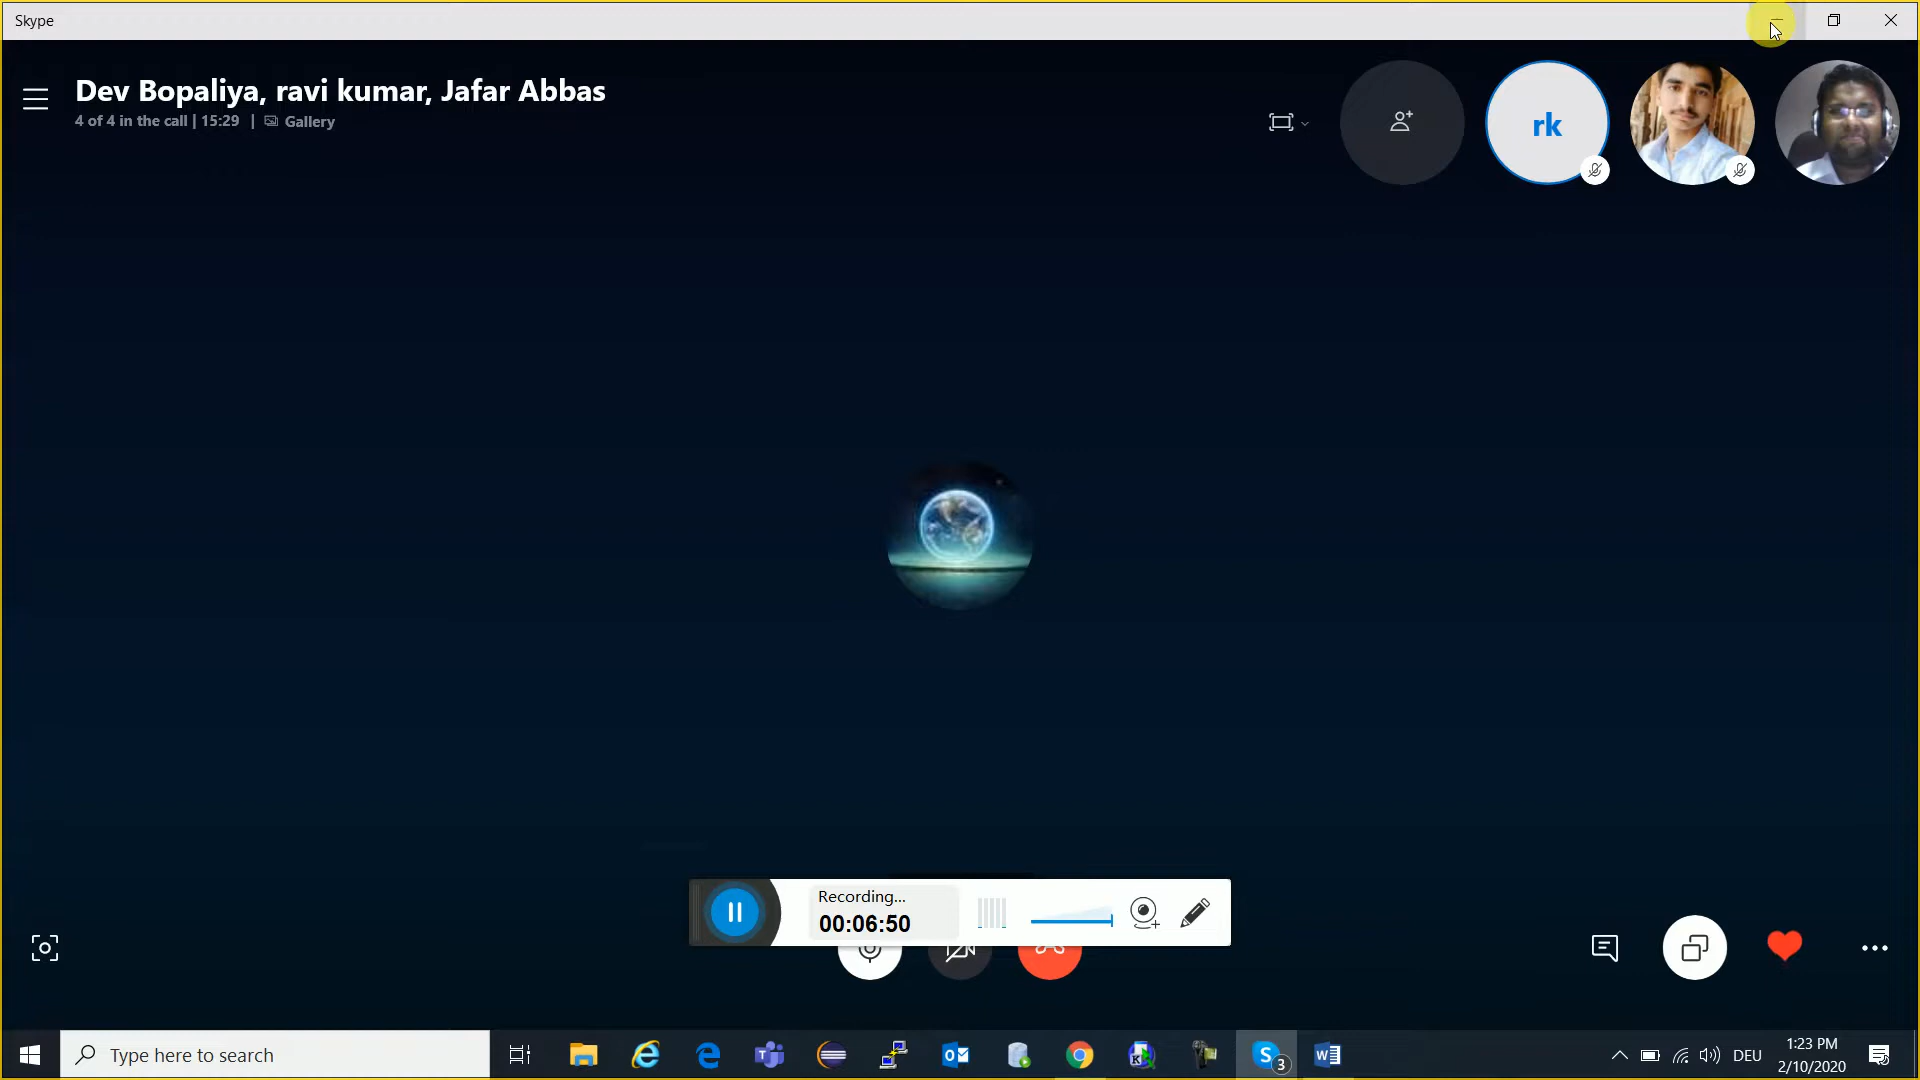 Skype
Dev Bopaliya, ravi kumar, Jafar Abbas
4 of 4 in the call | 15:29 | Gallery
rk
Recording...
00:06:50
Type here to search
3
DEU
1:23 PM
2/10/2020